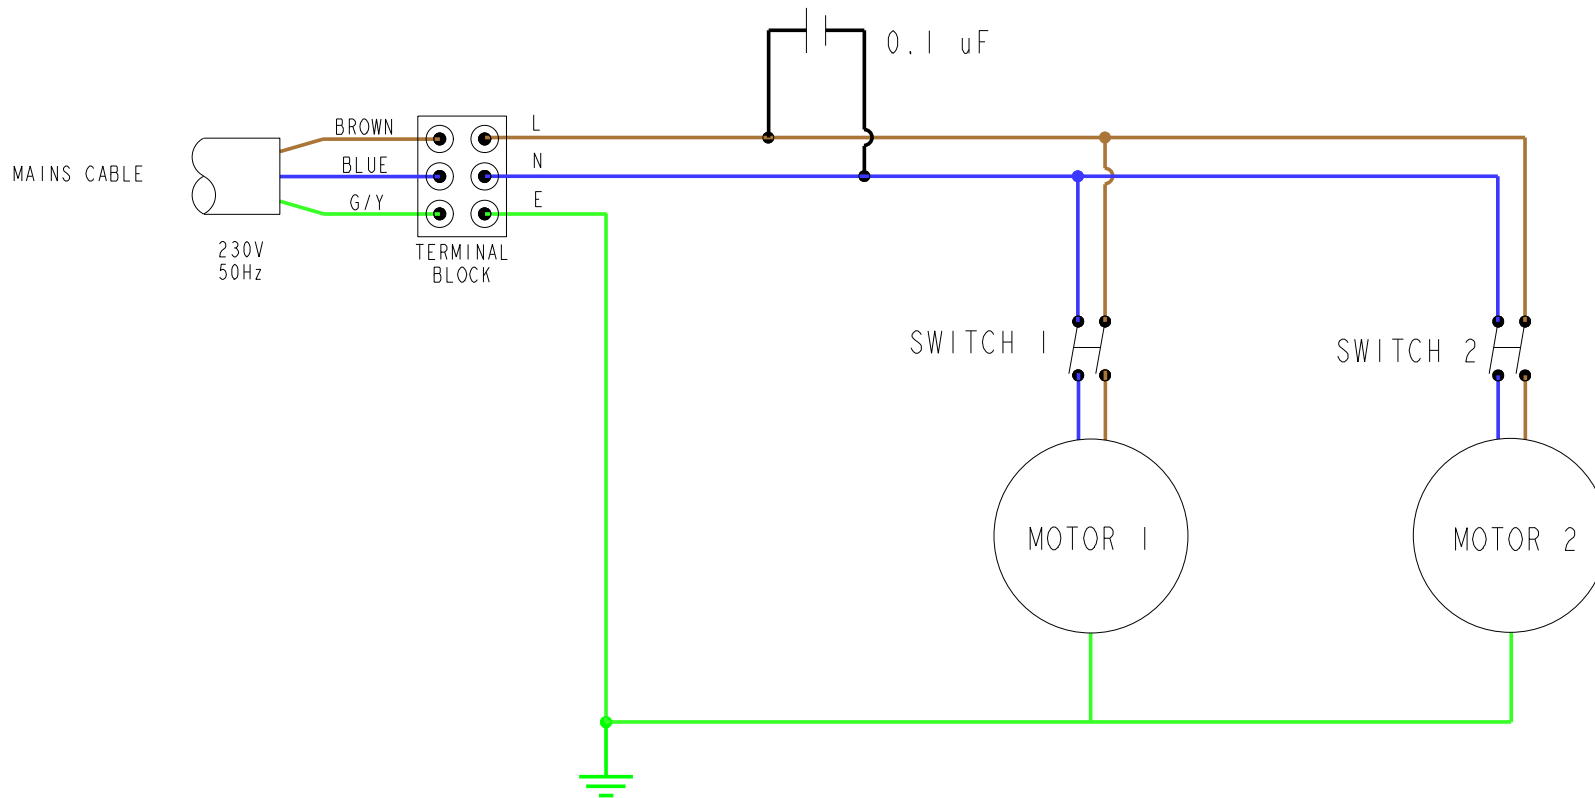 0.1 uF
BROWN
L
BLUE
N
MAINS CABLE
G/Y
E
230V
50Hz
TERMINAL
BLOCK
SWITCH 1
SWITCH 2
MOTOR 1
MOTOR 2